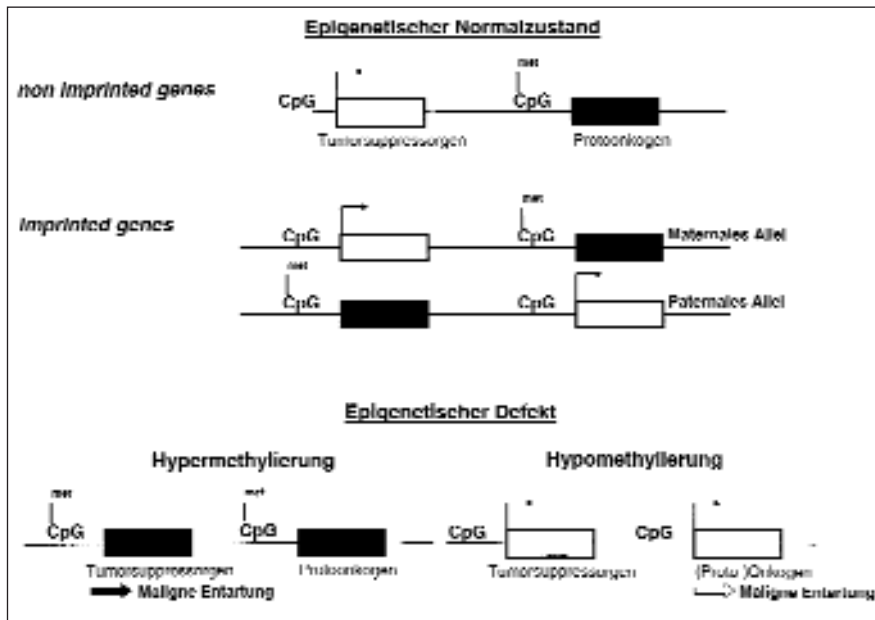 Epigenetischer Normalzustand
non imprinted genes
met
CpG CpG
Tumorsuppressorgen Protoonkogen
imprinted genes
met
CpG CpG Maternales Allel
met
CpG CpG Paternales Allel
Epigenetischer Defekt
Hypermethylierung Hypomethylierung
met met
CpG CpG CpG CpG
Tumorsuppressorgen Protoonkogen Tumorsuppressorgen (Proto-)Onkogen
Maligne Entartung Maligne Entartung